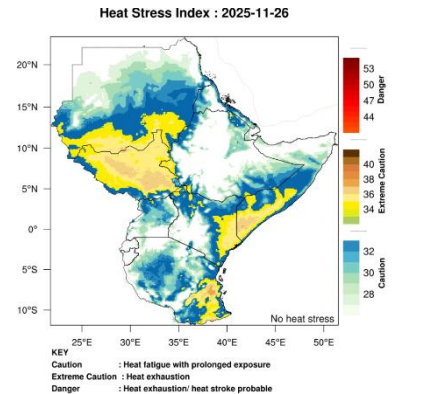 Heat Stress Index : 2025-11-26
20°N
15°N
10°N
5°N
0°
5°S
10°S
25°E 30°E 35°E 40°E 45°E 50°E
No heat stress
53
50
47
44
Danger
40
38
36
34
Extreme Caution
32
30
28
Caution
KEY
Caution : Heat fatigue with prolonged exposure
Extreme Caution : Heat exhaustion
Danger : Heat exhaustion/ heat stroke probable